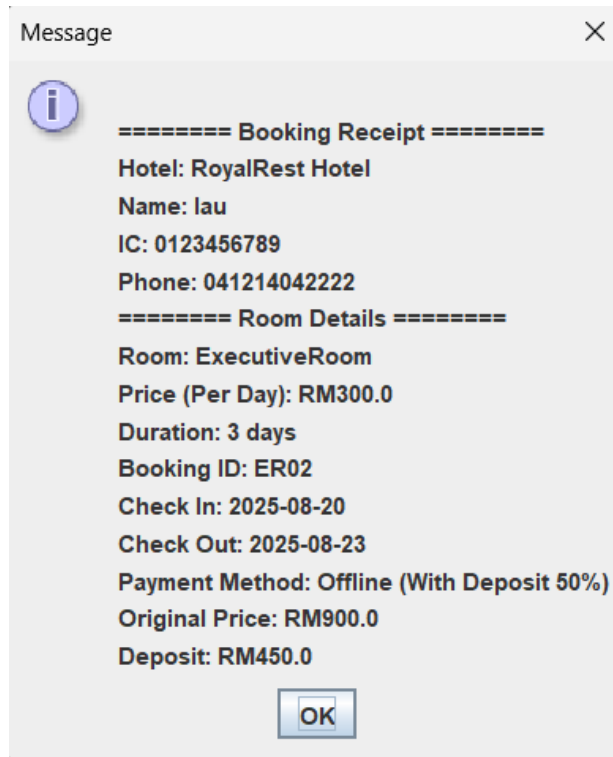 Message
======== Booking Receipt ========
Hotel: RoyalRest Hotel
Name: lau
IC: 0123456789
Phone: 041214042222
======== Room Details ========
Room: ExecutiveRoom
Price (Per Day): RM300.0
Duration: 3 days
Booking ID: ER02
Check In: 2025-08-20
Check Out: 2025-08-23
Payment Method: Offline (With Deposit 50%)
Original Price: RM900.0
Deposit: RM450.0
OK